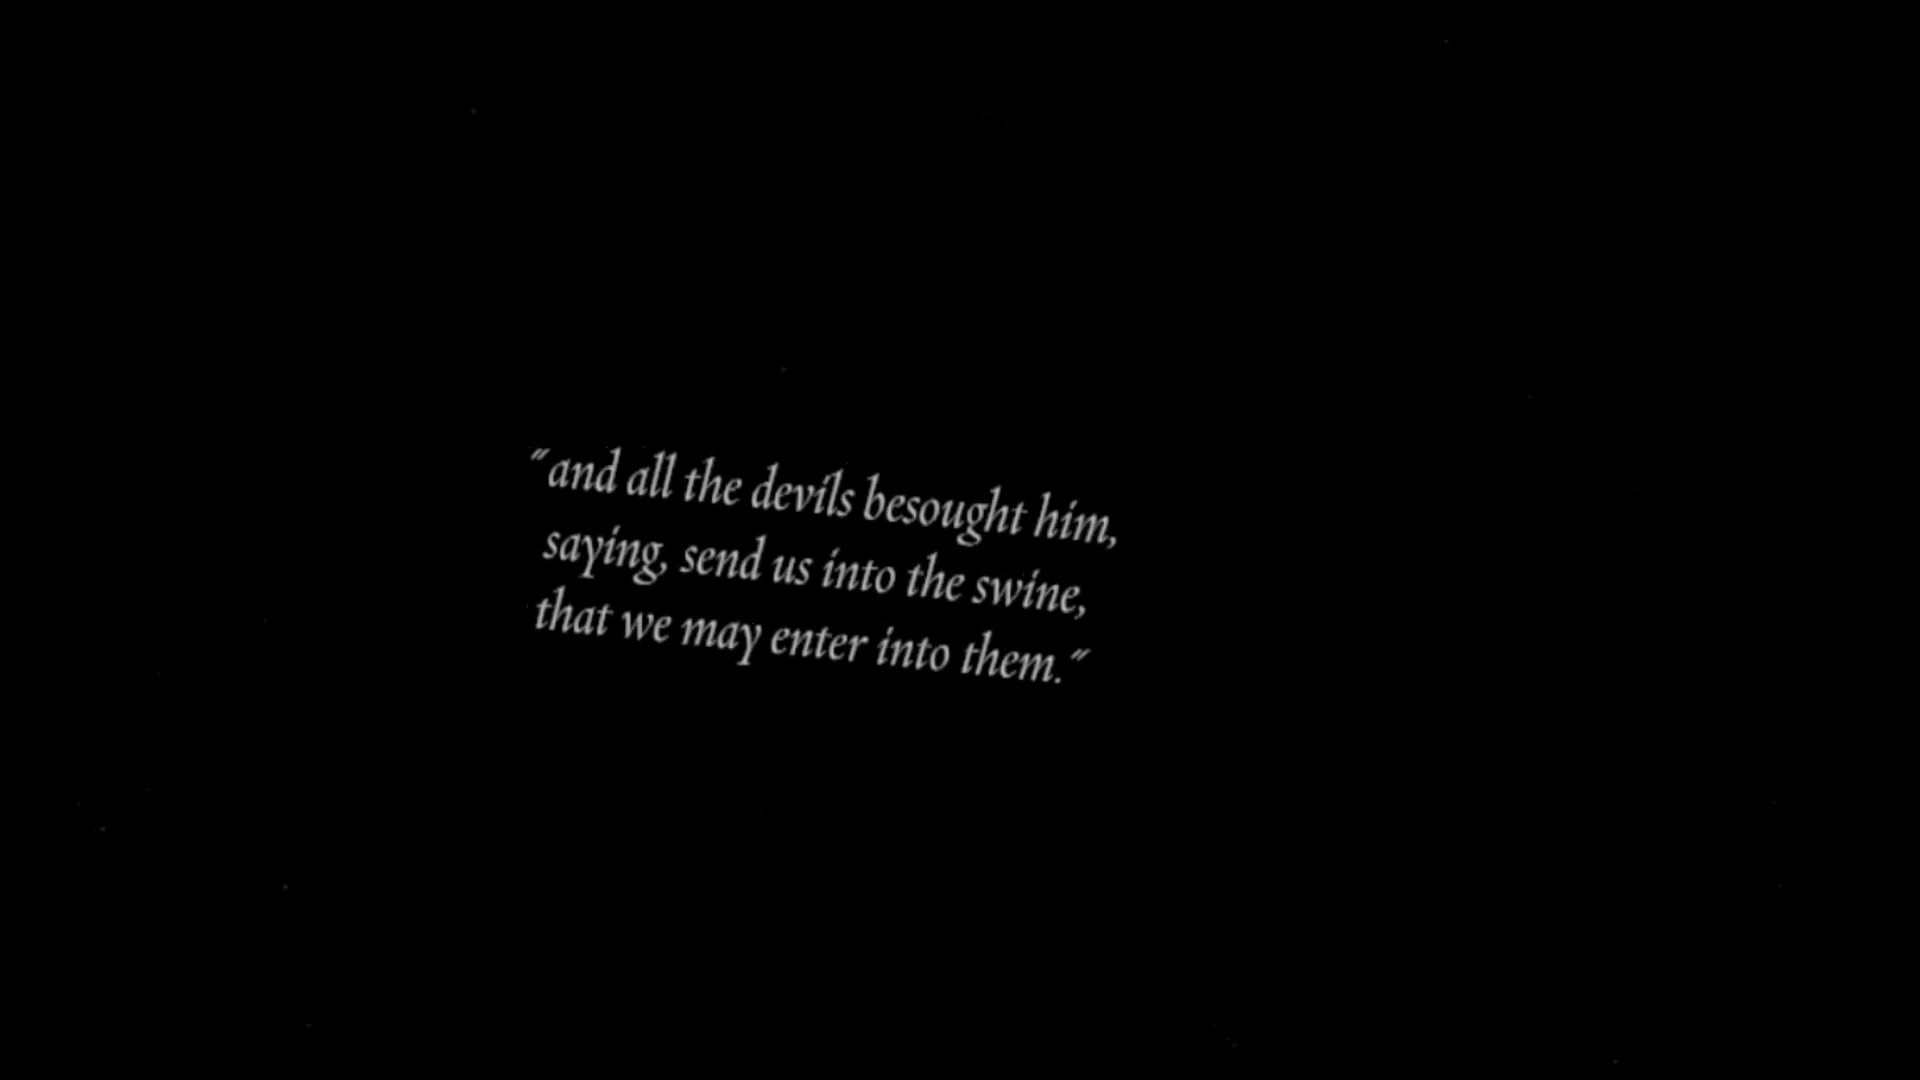 "and all the devils besought him,
saying, send us into the swine,
that we may enter into them."